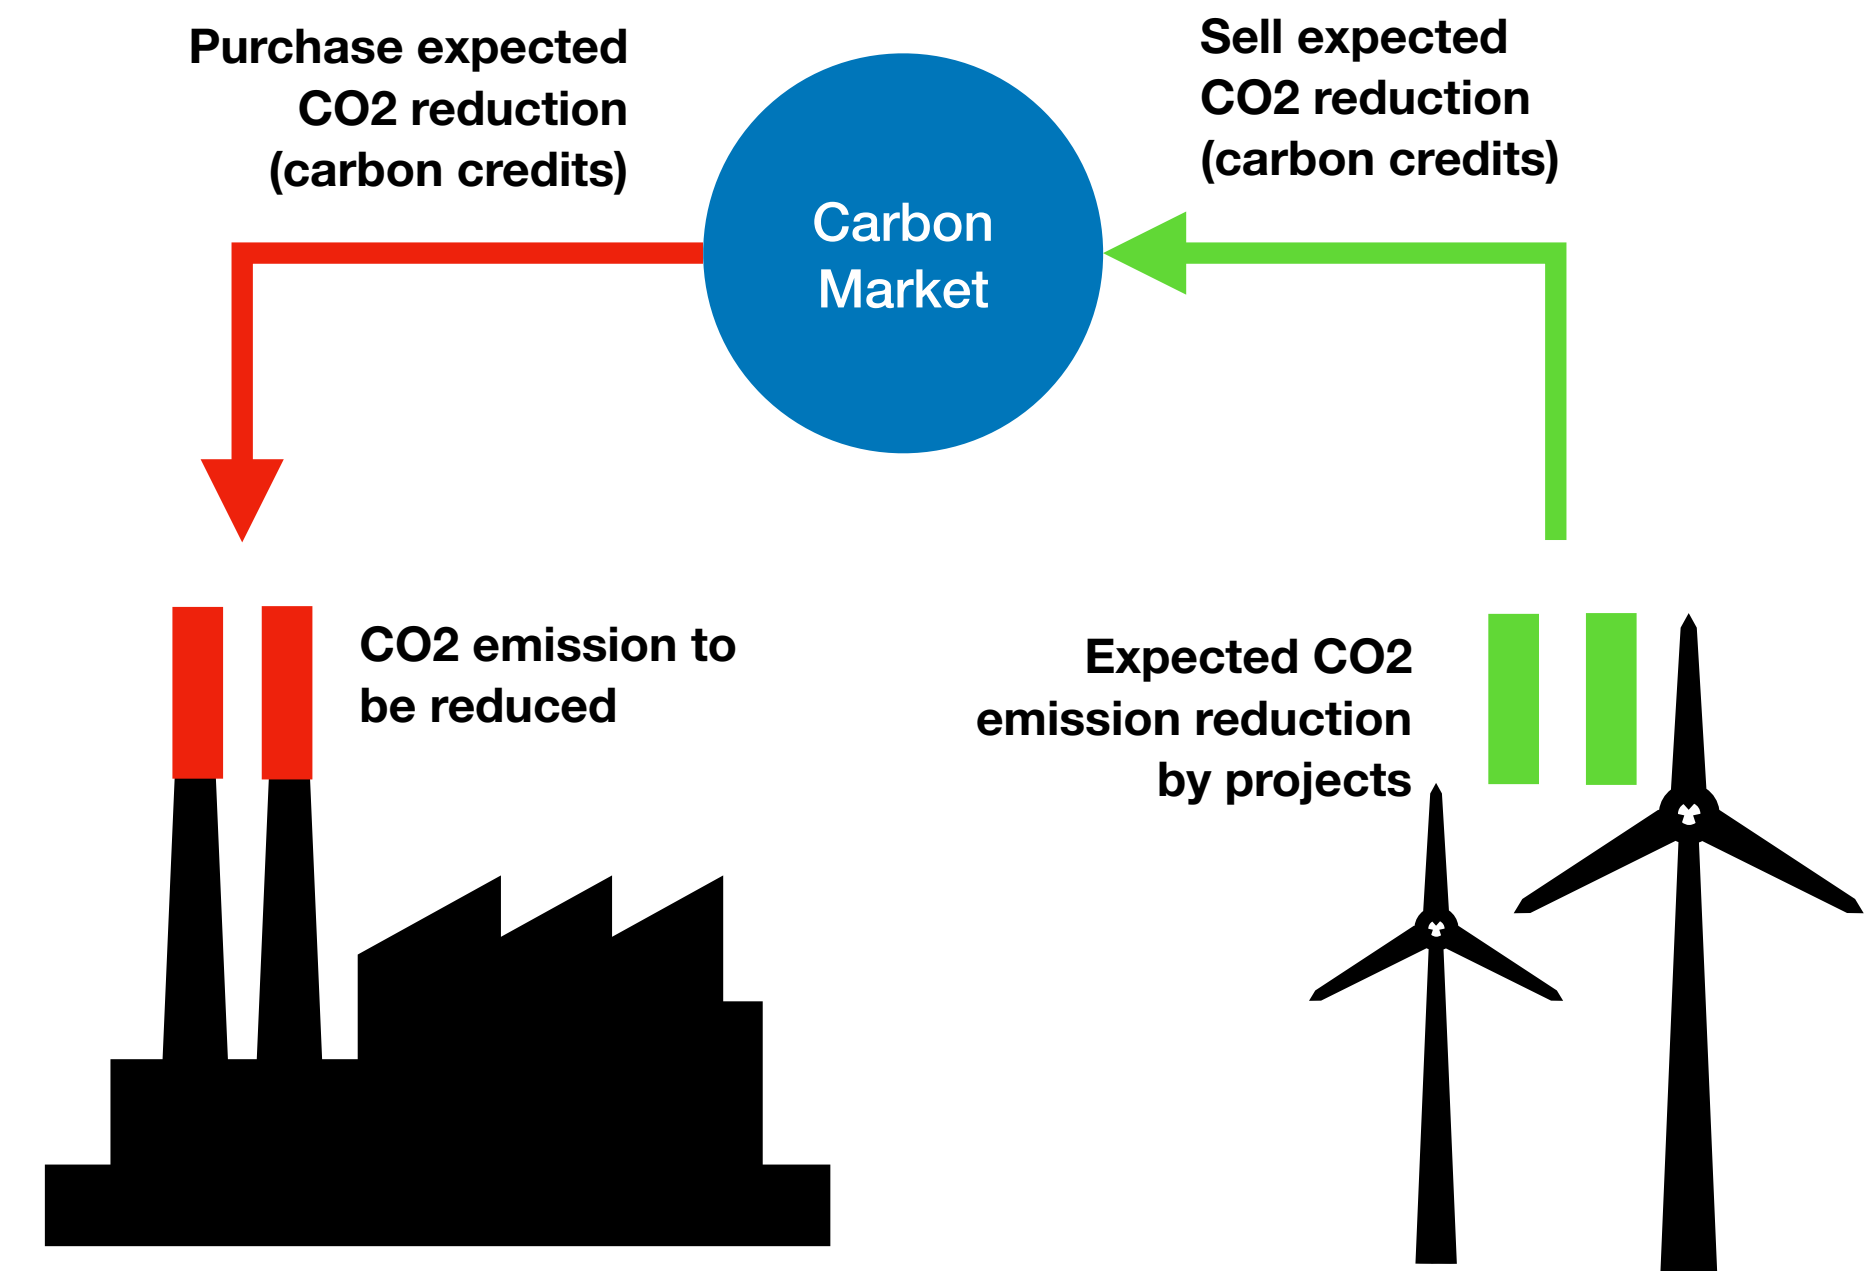 Purchase expected
CO2 reduction
(carbon credits)
Carbon
Market
Sell expected
CO2 reduction
(carbon credits)
CO2 emission to
be reduced
Expected CO2
emission reduction
by projects